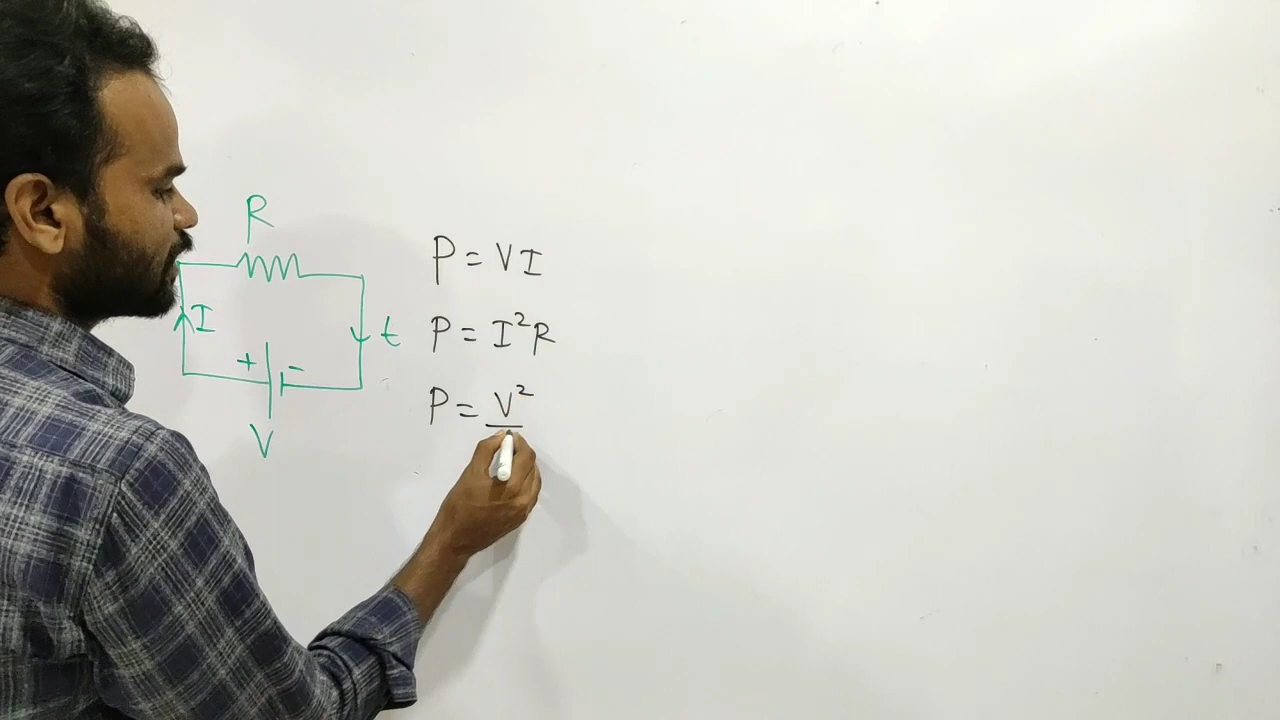 R
I
t
+ -
V
P = VI
P = I²R
P = V²